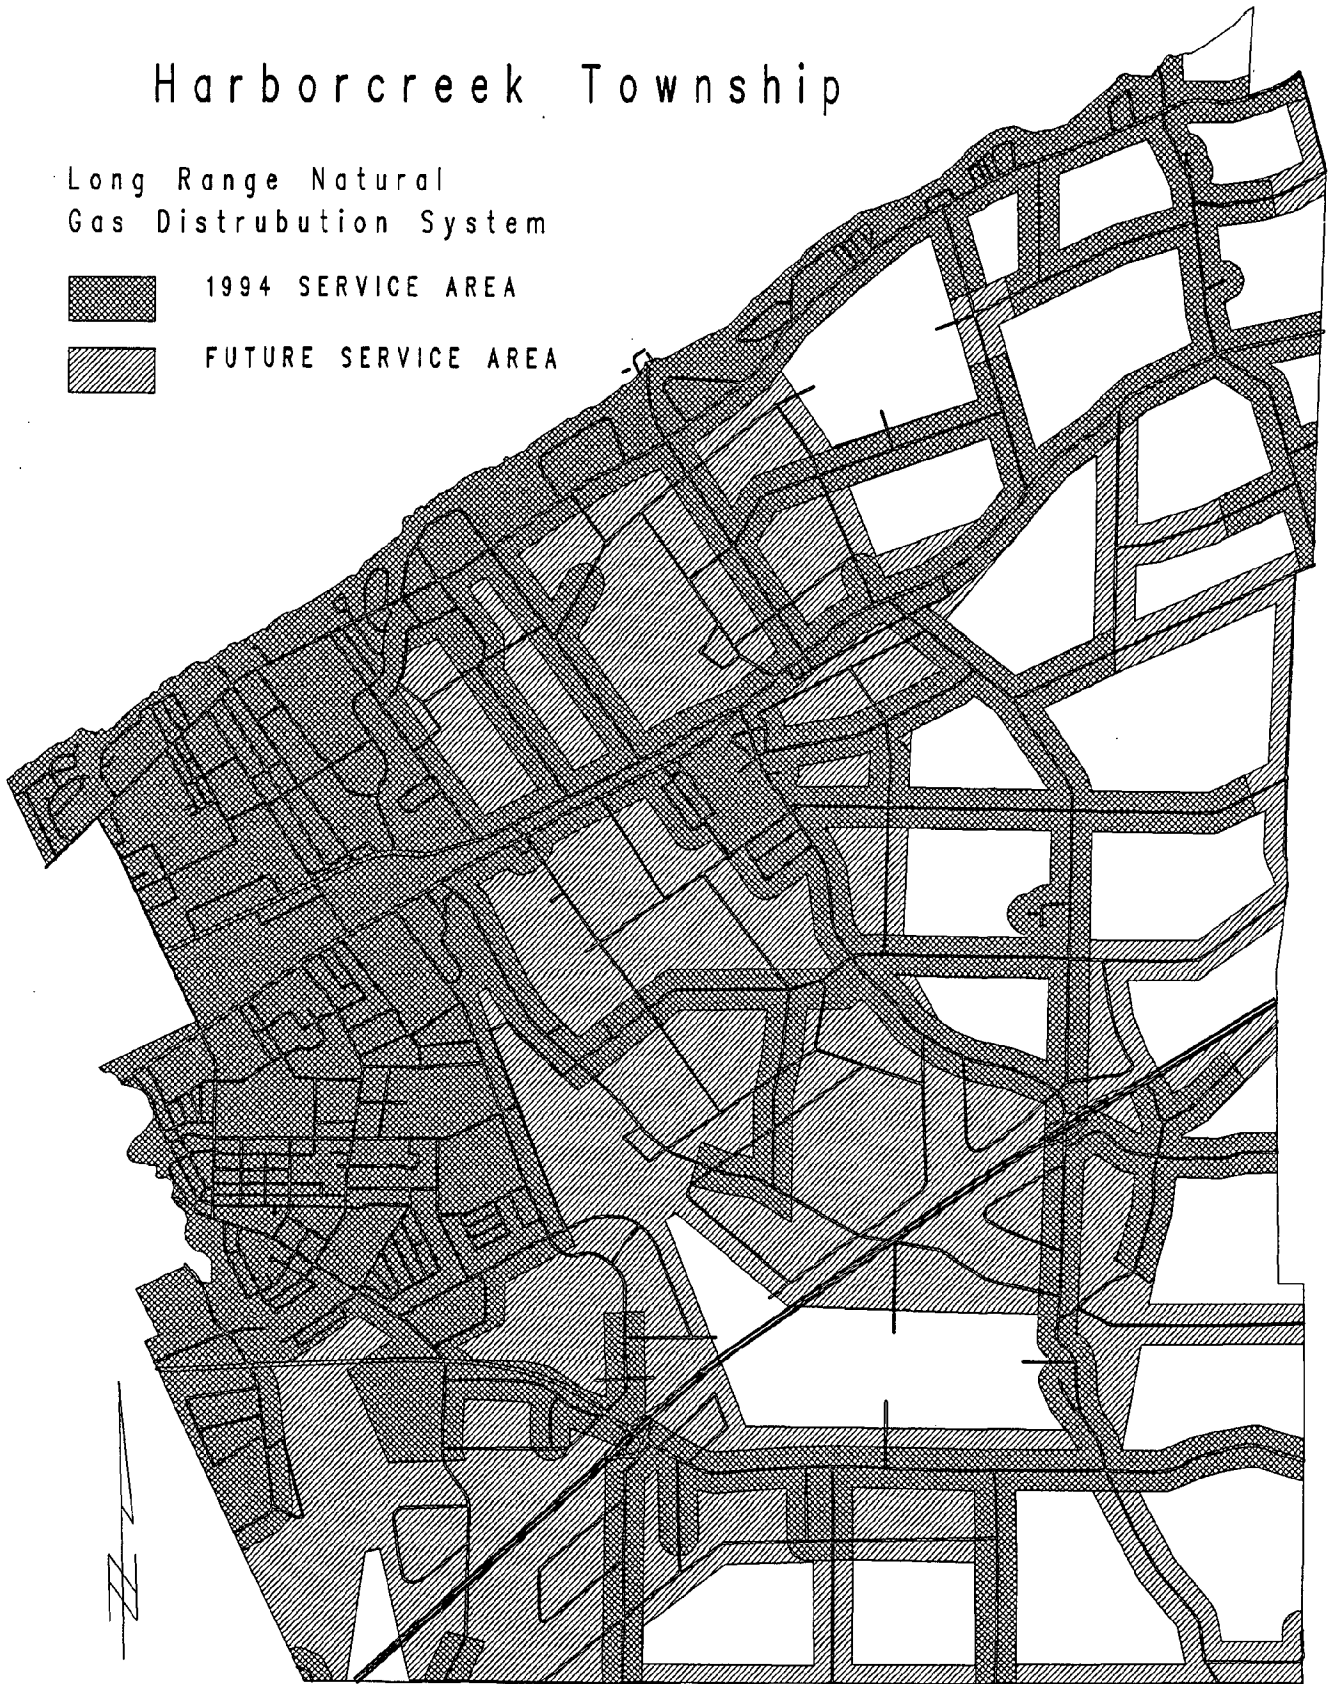 Harborcreek Township
Long Range Natural
Gas Distrubution System
1994 SERVICE AREA
FUTURE SERVICE AREA